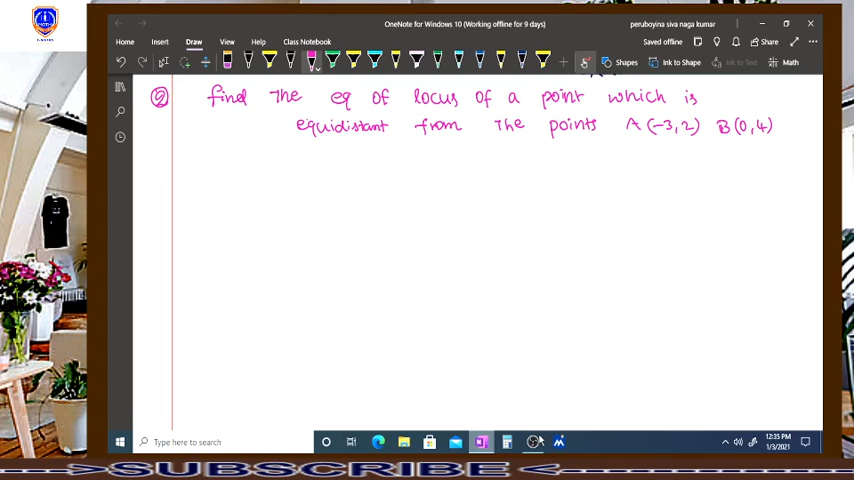 OneNote for Windows 10 (Working offline for 9 days)
peruboyina siva naga kumar
Home Insert Draw View Help Class Notebook
Saved offline
Share
Shapes
Ink to Shape
Ink to Text
Math
② find the eq of locus of a point which is
equidistant from the points A(-3,2) B(0,4)
Type here to search
12:35 PM
1/3/2021
-->SUBSCRIBE<--